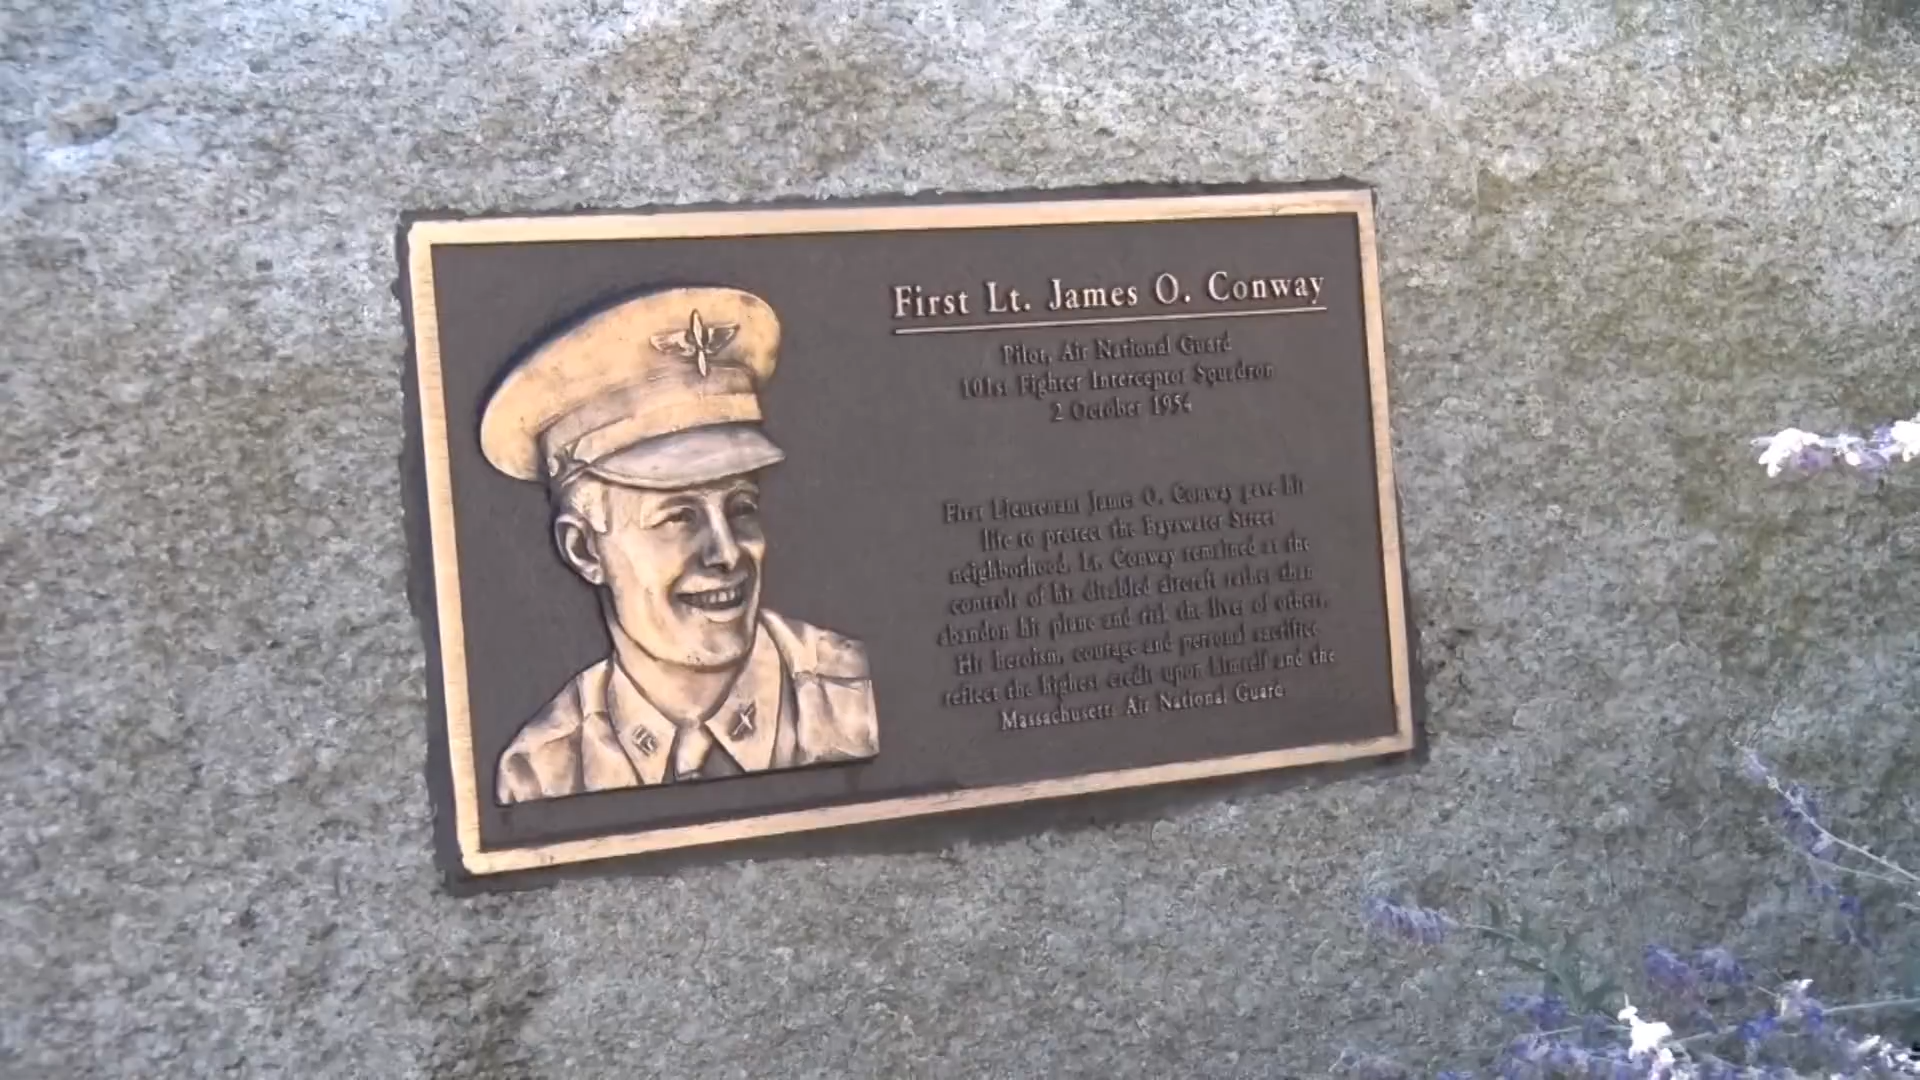 First Lt. James O. Conway
Pilot, Air National Guard
101st Fighter Interceptor Squadron
2 October 1954
First Lieutenant James O. Conway gave his
life to protect the Bayswater Street
neighborhood. Lt. Conway remained at the
controls of his disabled aircraft rather than
abandon his plane and risk the lives of others.
His heroism, courage and personal sacrifice
reflect the highest credit upon himself and the
Massachusetts Air National Guard.